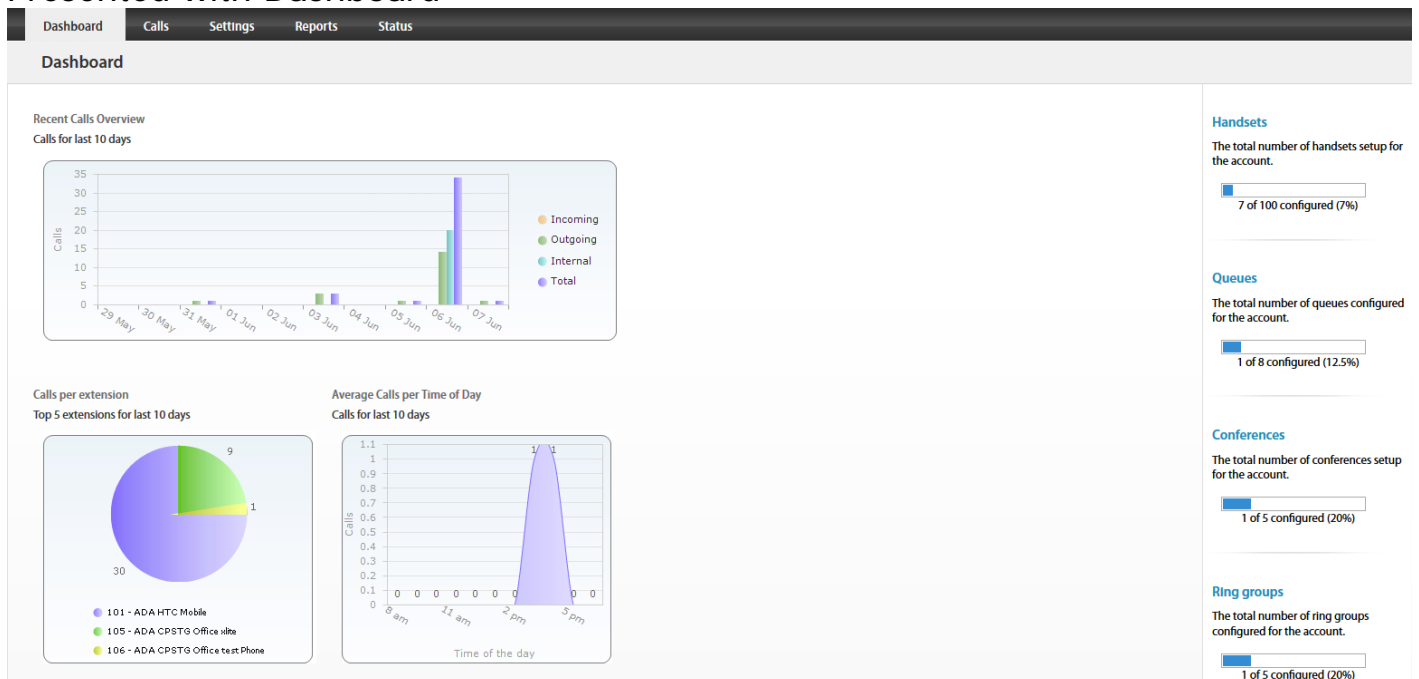 Presented with Dashboard
Dashboard Calls Settings Reports Status
Dashboard
Recent Calls Overview
Calls for last 10 days
35
30
25
20
15
10
5
0
Calls
29 May
30 May
31 May
01 Jun
02 Jun
03 Jun
04 Jun
05 Jun
06 Jun
07 Jun
Incoming
Outgoing
Internal
Total
Calls per extension
Top 5 extensions for last 10 days
9
1
30
101 - ADA HTC Mobile
105 - ADA CPSTG Office xlite
106 - ADA CPSTG Office test Phone
Average Calls per Time of Day
Calls for last 10 days
1.1
1
0.9
0.8
0.7
0.6
0.5
0.4
0.3
0.2
0.1
0
Calls
0 0 0 0 0 0 0 1 1 0 0
8 am
11 am
2 pm
5 pm
Time of the day
Handsets
The total number of handsets setup for
the account.
7 of 100 configured (7%)
Queues
The total number of queues configured
for the account.
1 of 8 configured (12.5%)
Conferences
The total number of conferences setup
for the account.
1 of 5 configured (20%)
Ring groups
The total number of ring groups
configured for the account.
1 of 5 configured (20%)